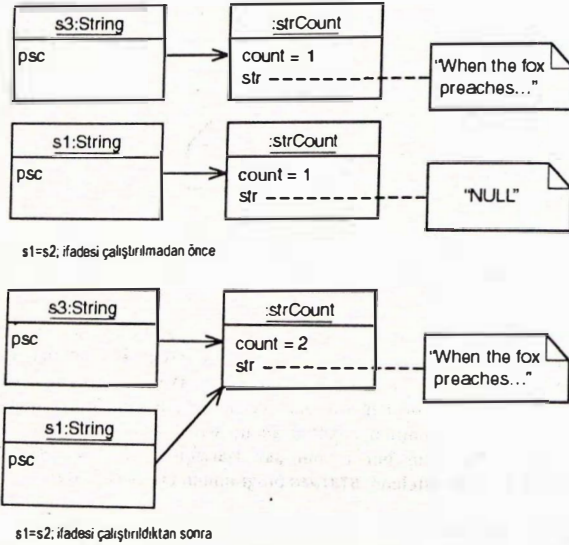 s3:String
psc
:strCount
count = 1
str
"When the fox
preaches..."
s1:String
psc
:strCount
count = 1
str
"NULL"
s1=s2; ifadesi çalıştırılmadan önce
s3:String
psc
:strCount
count = 2
str
"When the fox
preaches..."
s1:String
psc
s1=s2; ifadesi çalıştırıldıktan sonra